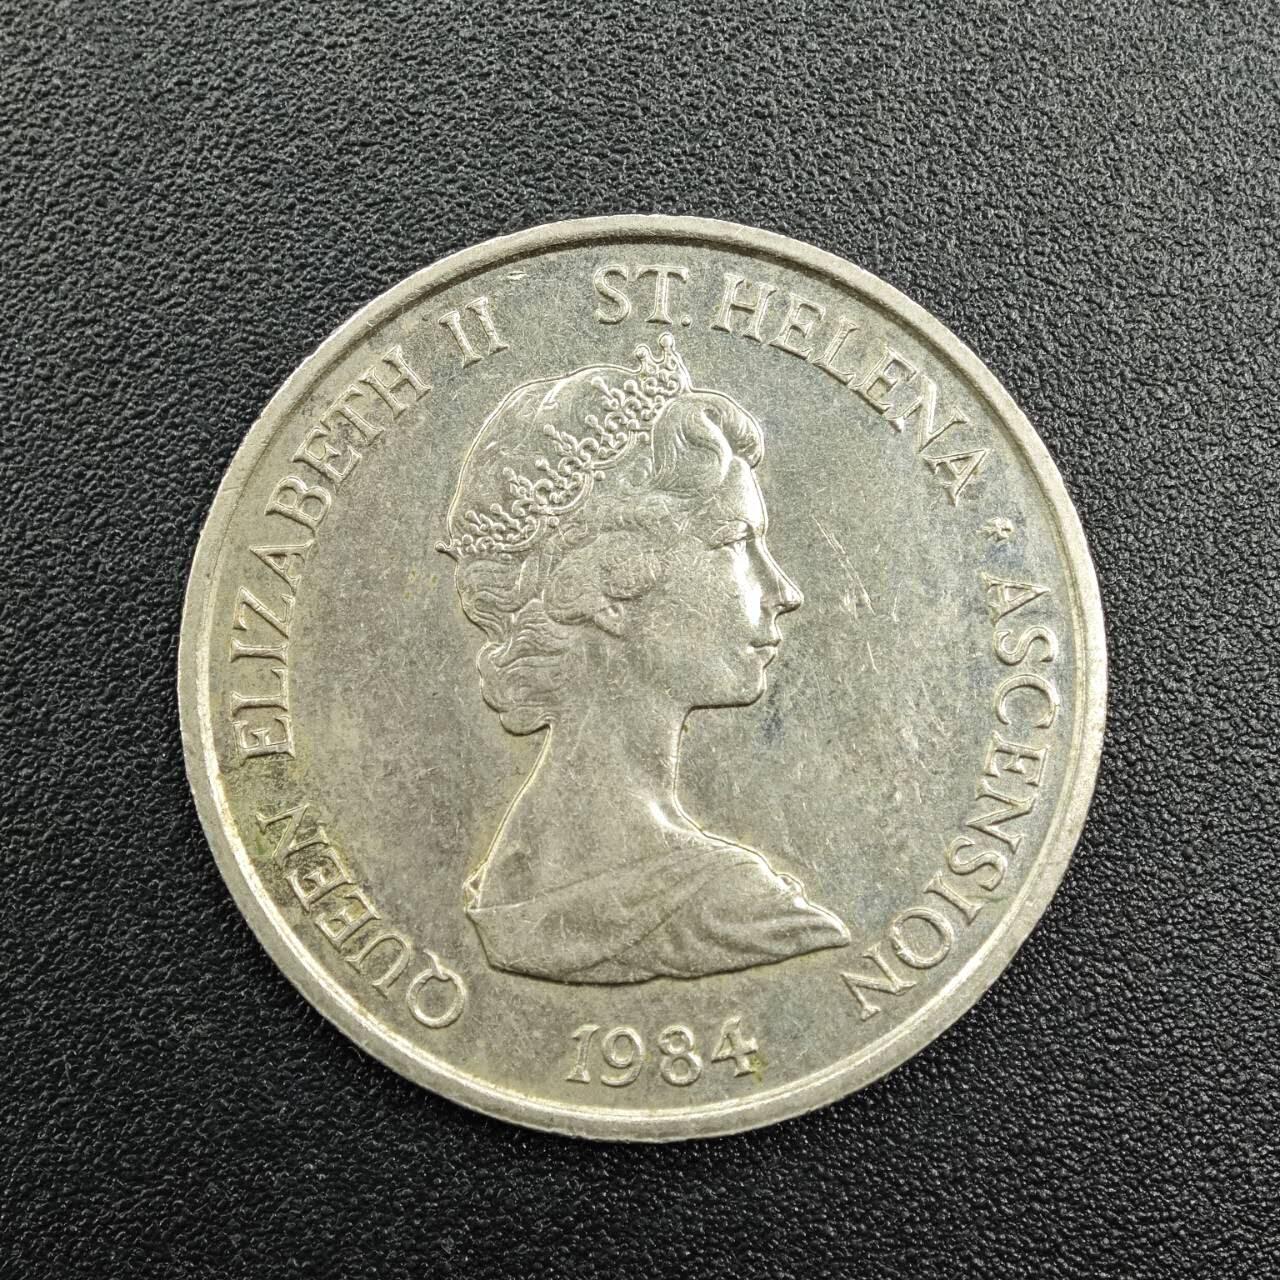 QUEEN ELIZABETH II ST. HELENA * ASCENSION
1984